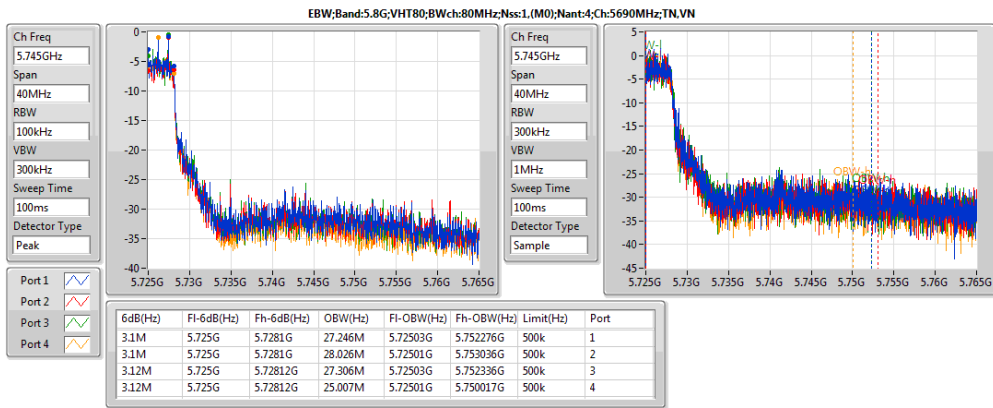 EBW;Band:5.8G;VHT80;BWch:80MHz;Nss:1,(M0);Nant:4;Ch:5690MHz;TN,VN
Ch Freq
5.745GHz
Span
40MHz
RBW
100kHz
VBW
300kHz
Sweep Time
100ms
Detector Type
Peak
0
-5
-10
-15
-20
-25
-30
-35
-40
5.725G 5.73G 5.735G 5.74G 5.745G 5.75G 5.755G 5.76G 5.765G
Ch Freq
5.745GHz
Span
40MHz
RBW
300kHz
VBW
1MHz
Sweep Time
100ms
Detector Type
Sample
5
0
-5
-10
-15
-20
-25
-30
-35
-40
-45
5.725G 5.73G 5.735G 5.74G 5.745G 5.75G 5.755G 5.76G 5.765G
Port 1
Port 2
Port 3
Port 4
6dB(Hz) Fl-6dB(Hz) Fh-6dB(Hz) OBW(Hz) Fl-OBW(Hz) Fh-OBW(Hz) Limit(Hz) Port
3.1M 5.725G 5.7281G 27.246M 5.72503G 5.752276G 500k 1
3.1M 5.725G 5.7281G 28.026M 5.72501G 5.753036G 500k 2
3.12M 5.725G 5.72812G 27.306M 5.72503G 5.752336G 500k 3
3.12M 5.725G 5.72812G 25.007M 5.72501G 5.750017G 500k 4